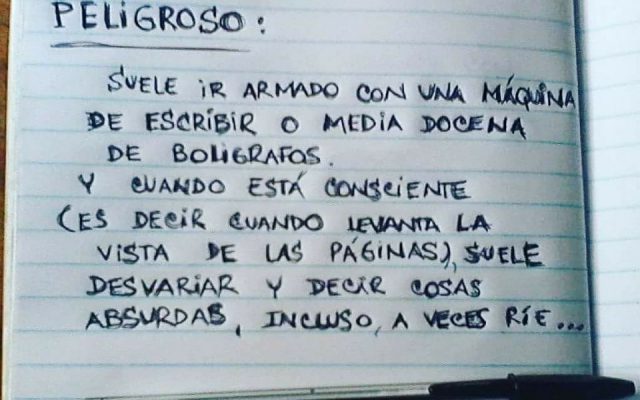 PELIGROSO:
SUELE IR ARMADO CON UNA MÁQUINA
DE ESCRIBIR O MEDIA DOCENA
DE BOLIGRAFOS.
Y CUANDO ESTÁ CONSCIENTE
(ES DECIR CUANDO LEVANTA LA
VISTA DE LAS PÁGINAS), SUELE
DESVARIAR Y DECIR COSAS
ABSURDAS, INCLUSO, A VECES RÍE...